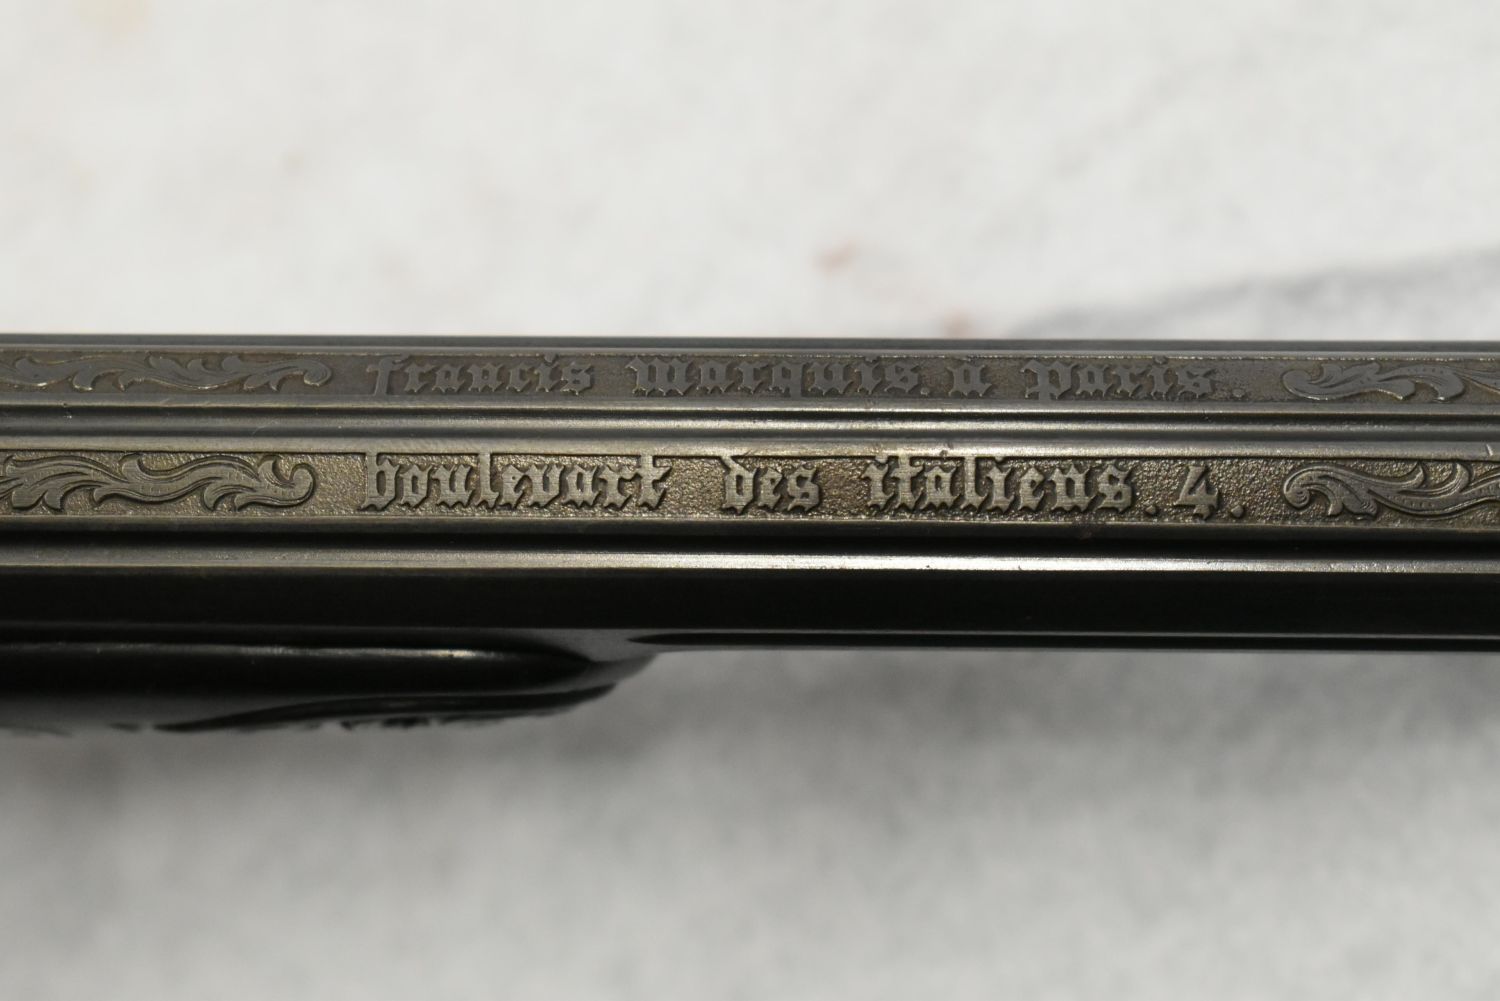 francis marquis. a paris.
boulevart des italiens. 4.